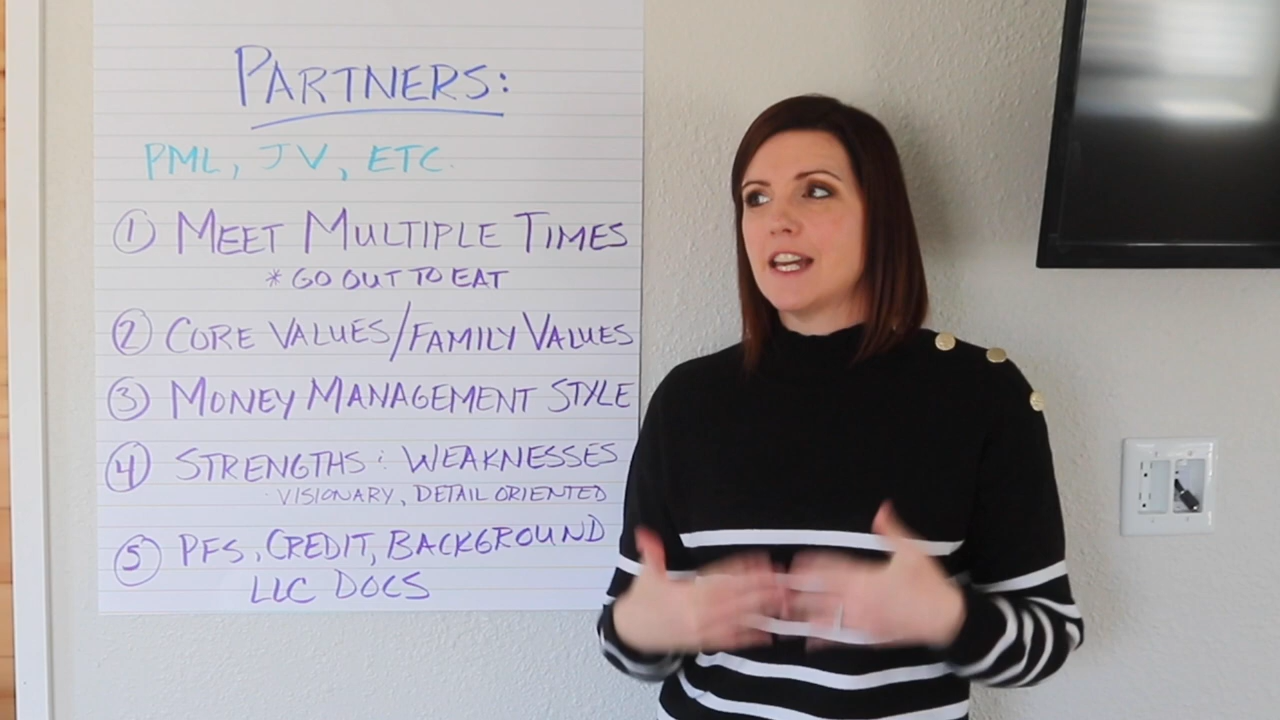 PARTNERS:
PML, JV, ETC.
1 MEET MULTIPLE TIMES
* GO OUT TO EAT
2 CORE VALUES/FAMILY VALUES
3 MONEY MANAGEMENT STYLE
4 STRENGTHS : WEAKNESSES
· VISIONARY, DETAIL ORIENTED
5 PFS, CREDIT, BACKGROUND
LLC DOCS